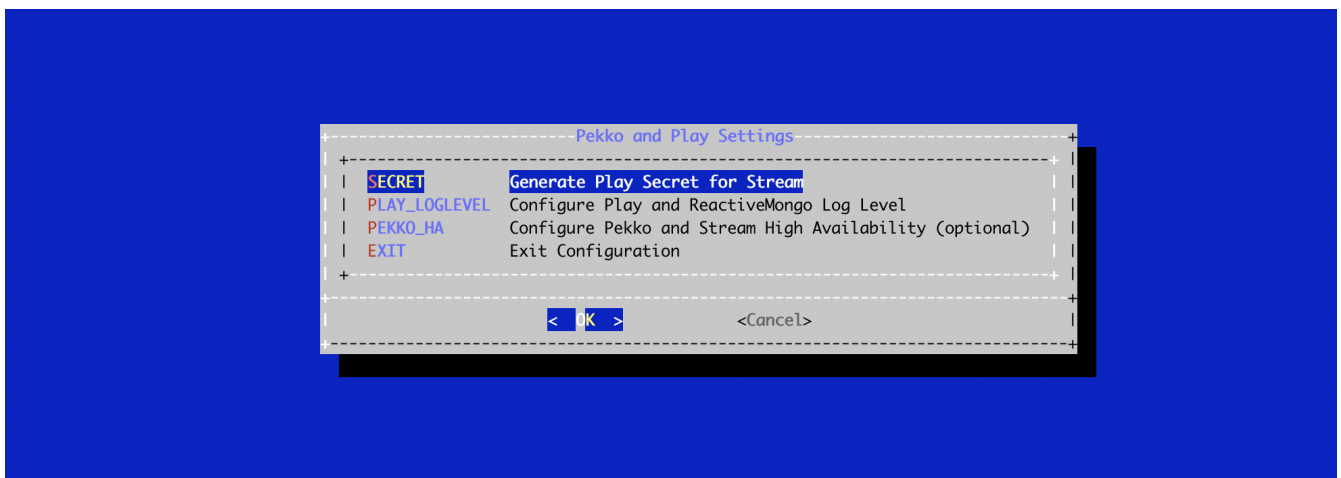 Pekko and Play Settings
SECRET Generate Play Secret for Stream
PLAY_LOGLEVEL Configure Play and ReactiveMongo Log Level
PEKKO_HA Configure Pekko and Stream High Availability (optional)
EXIT Exit Configuration
< OK > <Cancel>